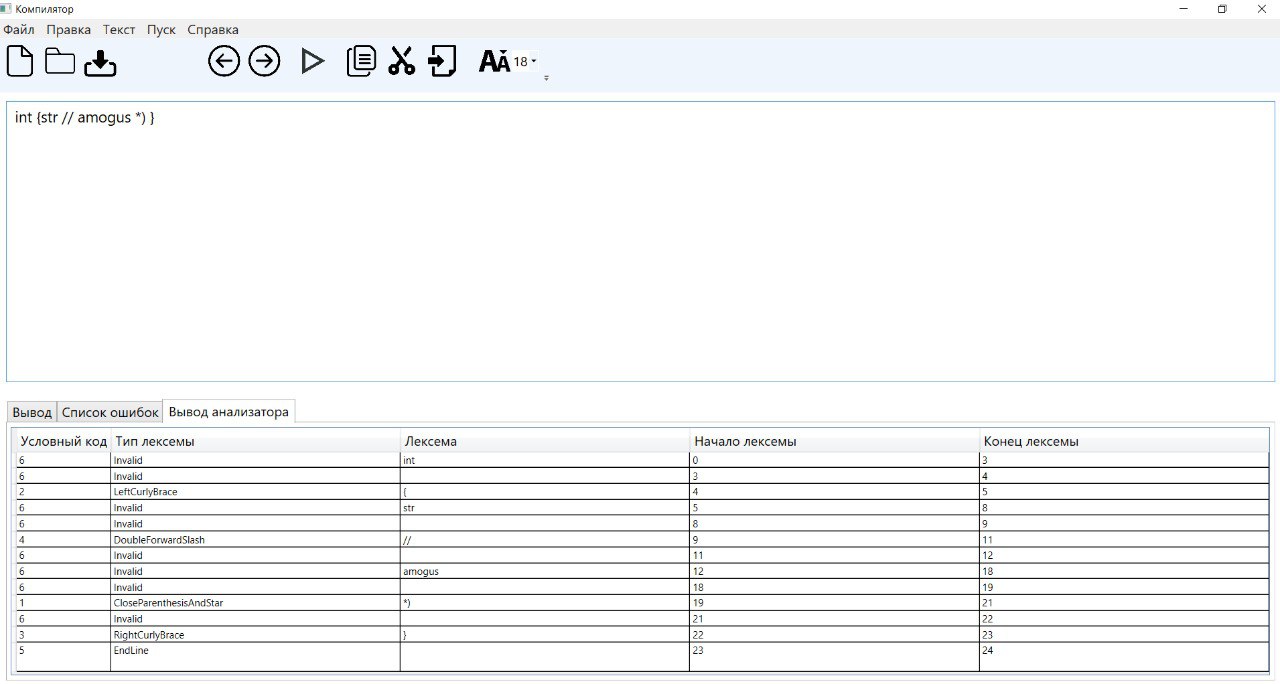 Компилятор
Файл Правка Текст Пуск Справка
18
int {str // amogus *) }
Вывод Список ошибок Вывод анализатора
Условный код Тип лексемы Лексема Начало лексемы Конец лексемы
6 Invalid int 0 3
6 Invalid 3 4
2 LeftCurlyBrace { 4 5
6 Invalid str 5 8
6 Invalid 8 9
4 DoubleForwardSlash // 9 11
6 Invalid 11 12
6 Invalid amogus 12 18
6 Invalid 18 19
1 CloseParenthesisAndStar *) 19 21
6 Invalid 21 22
3 RightCurlyBrace } 22 23
5 EndLine 23 24